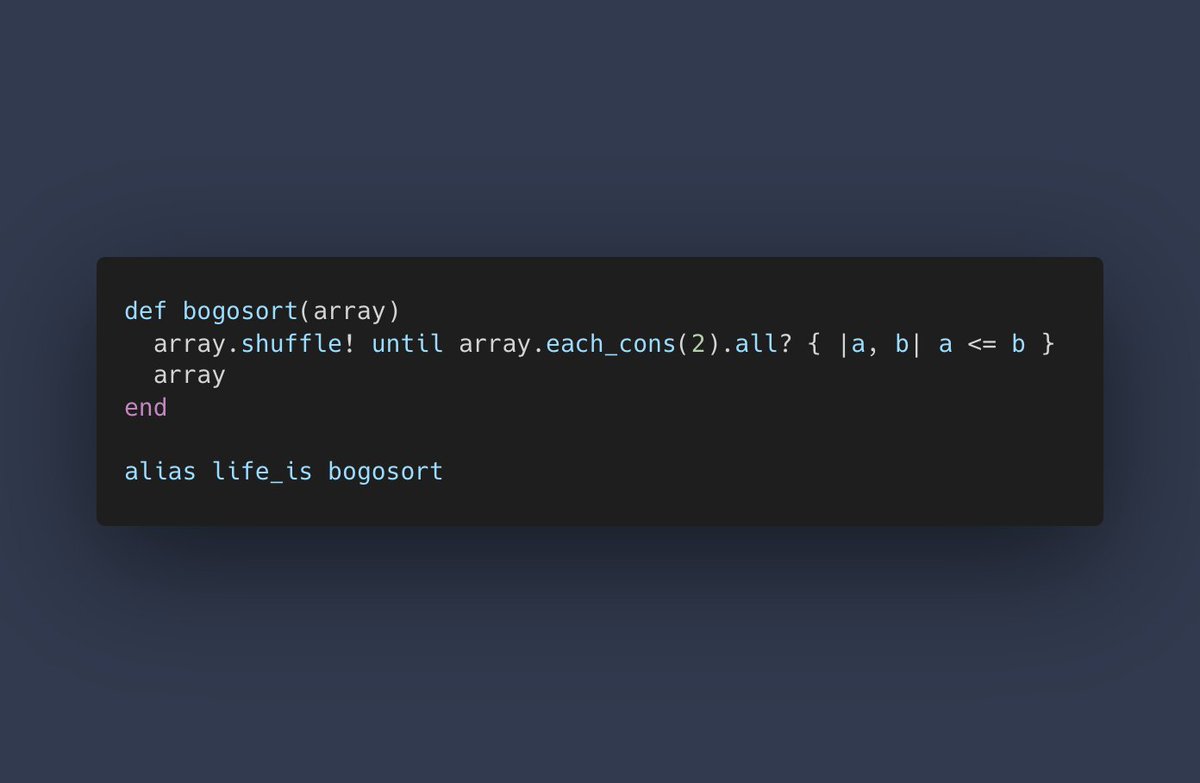 def bogosort(array)
  array.shuffle! until array.each_cons(2).all? { |a, b| a <= b }
  array
end
alias life_is bogosort